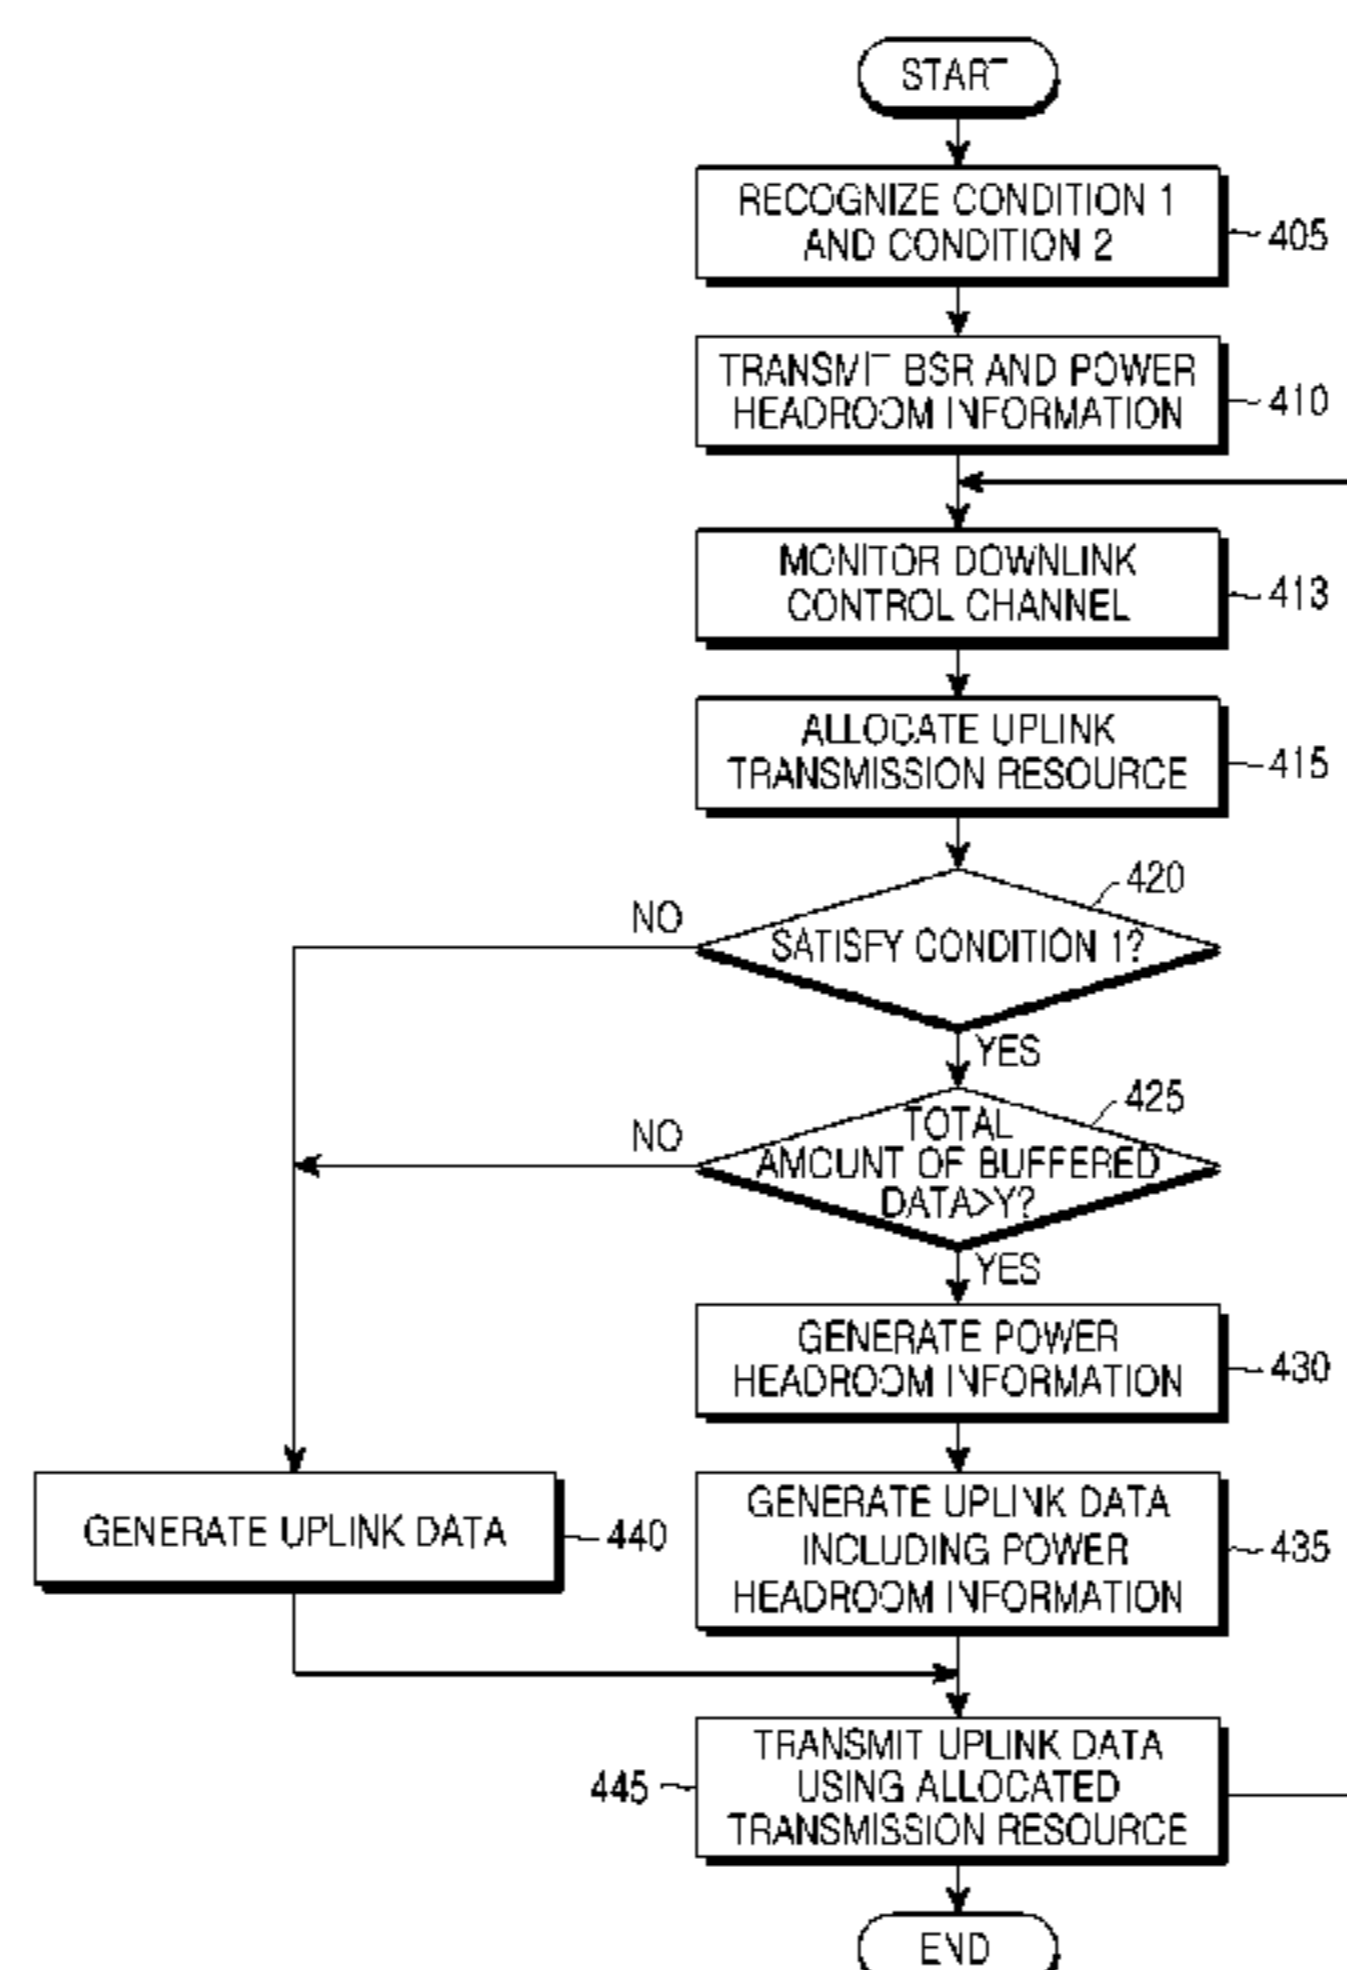 START
RECOGNIZE CONDITION 1
AND CONDITION 2
405
TRANSMIT BSR AND POWER
HEADROOM INFORMATION
410
MONITOR DOWNLINK
CONTROL CHANNEL
413
ALLOCATE UPLINK
TRANSMISSION RESOURCE
415
420
NO
SATISFY CONDITION 1?
YES
425
NO
TOTAL
AMOUNT OF BUFFERED
DATA>Y?
YES
GENERATE POWER
HEADROOM INFORMATION
430
GENERATE UPLINK DATA
440
GENERATE UPLINK DATA
INCLUDING POWER
HEADROOM INFORMATION
435
445
TRANSMIT UPLINK DATA
USING ALLOCATED
TRANSMISSION RESOURCE
END